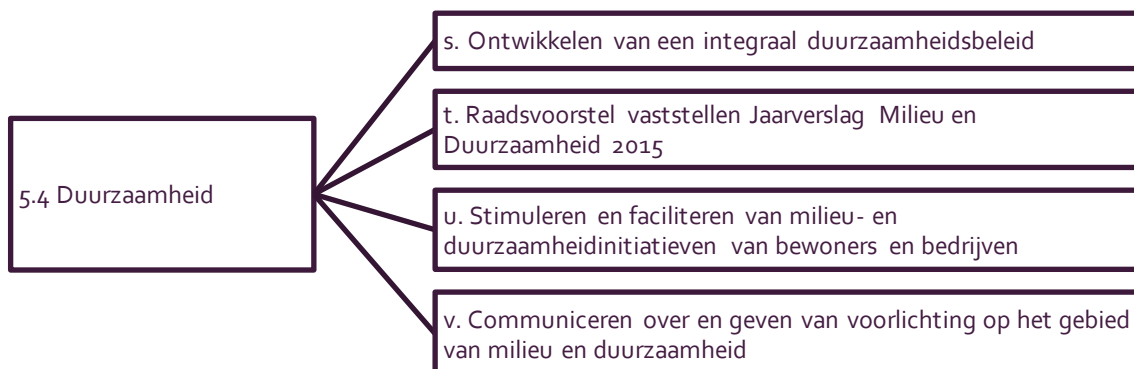 s. Ontwikkelen van een integraal duurzaamheidsbeleid
t. Raadsvoorstel vaststellen Jaarverslag Milieu en
Duurzaamheid 2015
5.4 Duurzaamheid
u. Stimuleren en faciliteren van milieu- en
duurzaamheidinitiatieven van bewoners en bedrijven
v. Communiceren over en geven van voorlichting op het gebied
van milieu en duurzaamheid